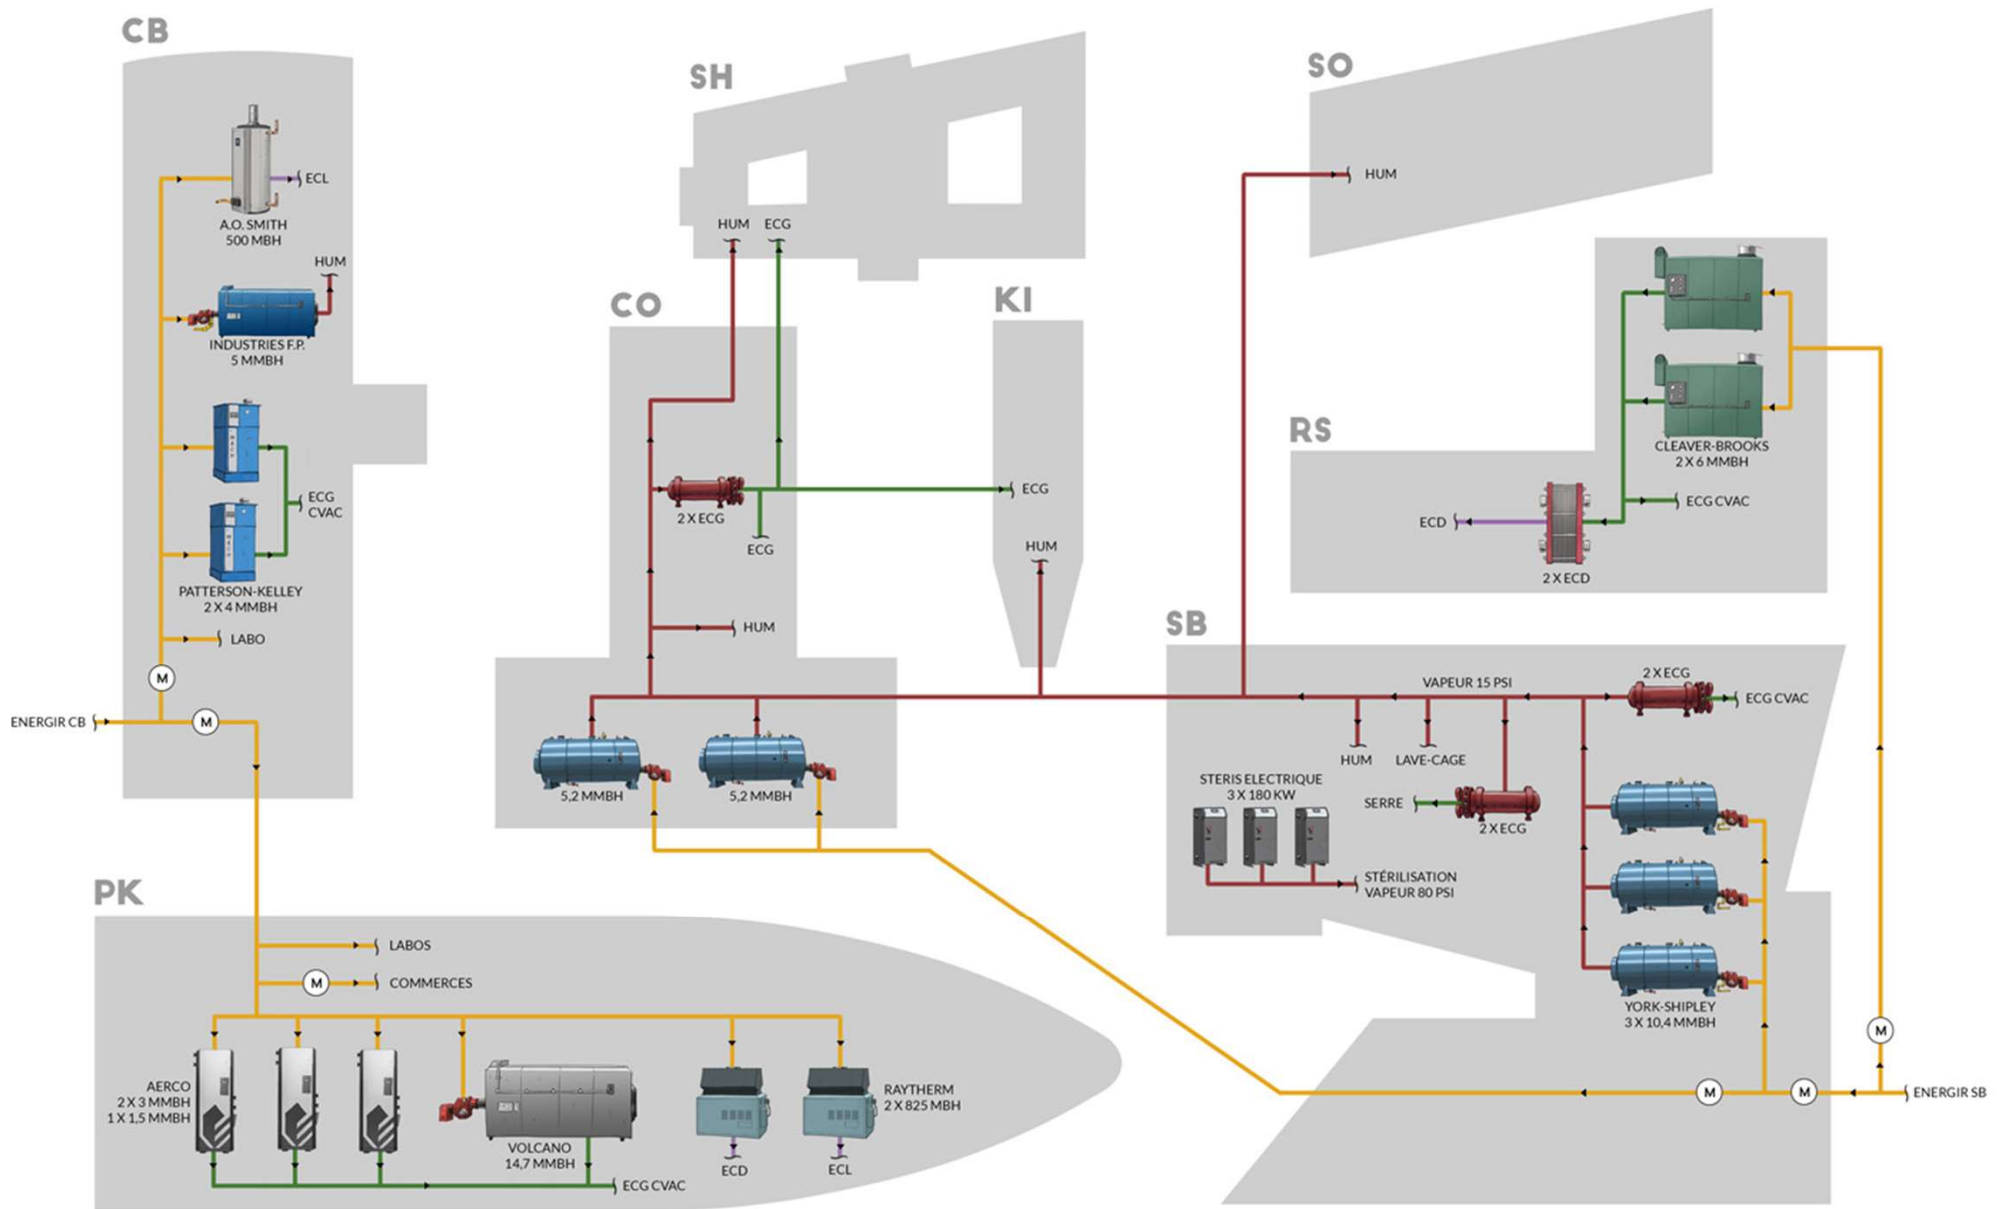 CB
ECL
A.O. SMITH
500 MBH
HUM
INDUSTRIES F.P.
5 MMBH
ECG
CVAC
PATTERSON-KELLEY
2 X 4 MMBH
LABO
M
ENERGIR CB
M
SH
HUM
ECG
CO
2 X ECG
ECG
HUM
5,2 MMBH
5,2 MMBH
KI
ECG
HUM
SO
HUM
RS
CLEAVER-BROOKS
2 X 6 MMBH
ECG CVAC
ECD
2 X ECD
SB
VAPEUR 15 PSI
2 X ECG
ECG CVAC
HUM
LAVE-CAGE
STERIS ELECTRIQUE
3 X 180 KW
SERRE
2 X ECG
STÉRILISATION
VAPEUR 80 PSI
YORK-SHIPLEY
3 X 10,4 MMBH
M
M
M
ENERGIR SB
PK
LABOS
M
COMMERCES
AERCO
2 X 3 MMBH
1 X 1,5 MMBH
VOLCANO
14,7 MMBH
ECG CVAC
ECD
ECL
RAYTHERM
2 X 825 MBH